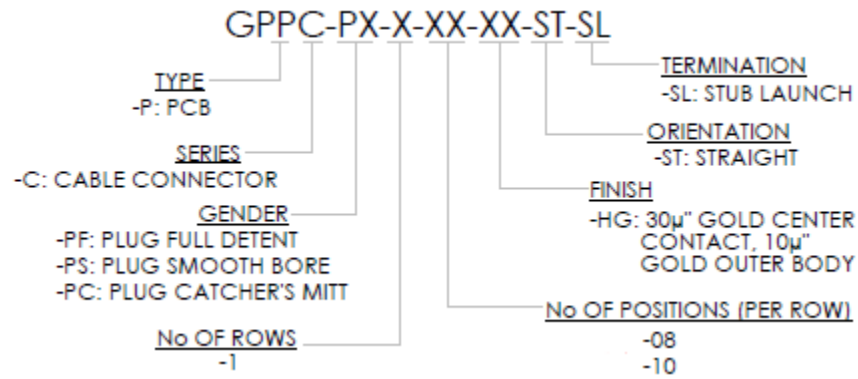 GPPC-PX-X-XX-XX-ST-SL
TYPE
-P: PCB
SERIES
-C: CABLE CONNECTOR
GENDER
-PF: PLUG FULL DETENT
-PS: PLUG SMOOTH BORE
-PC: PLUG CATCHER'S MITT
No OF ROWS
-1
TERMINATION
-SL: STUB LAUNCH
ORIENTATION
-ST: STRAIGHT
FINISH
-HG: 30µ" GOLD CENTER
CONTACT, 10µ"
GOLD OUTER BODY
No OF POSITIONS (PER ROW)
-08
-10